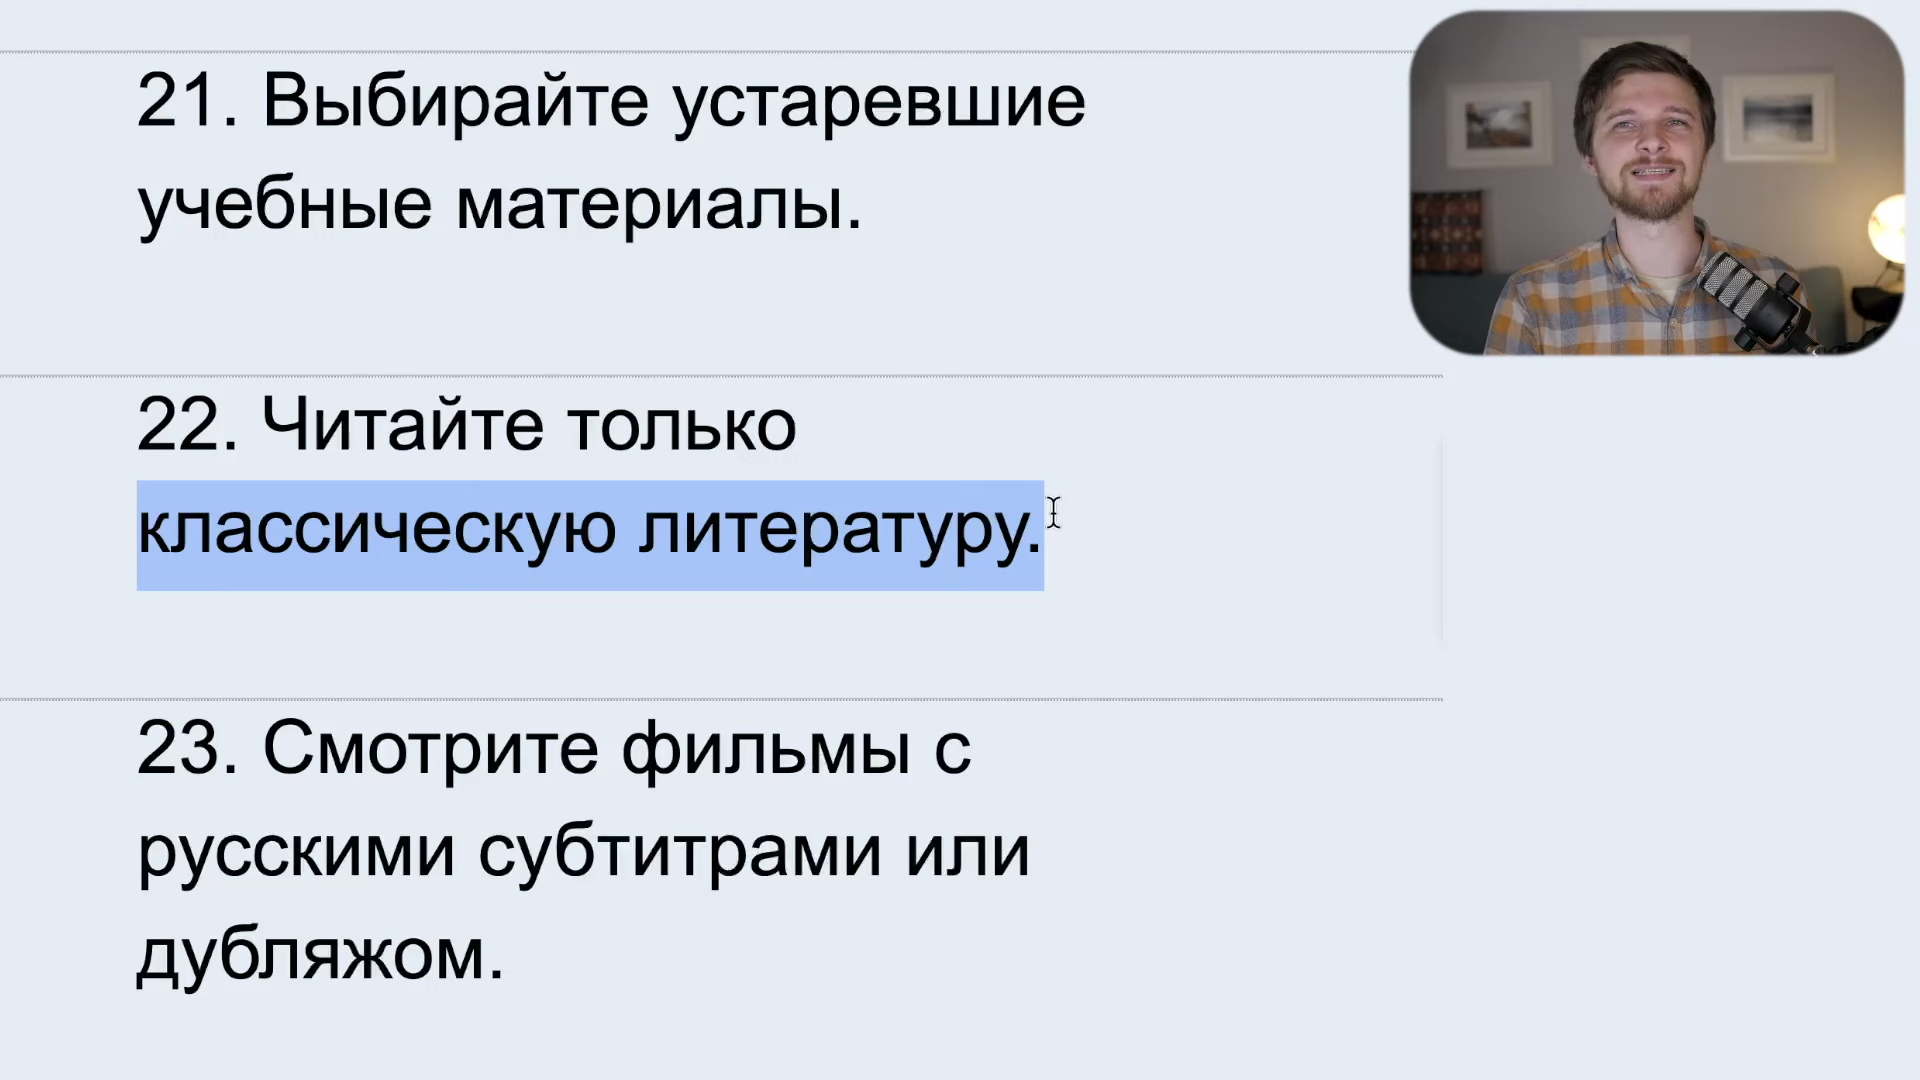 21. Выбирайте устаревшие
учебные материалы.
22. Читайте только
классическую литературу.
23. Смотрите фильмы с
русскими субтитрами или
дубляжом.